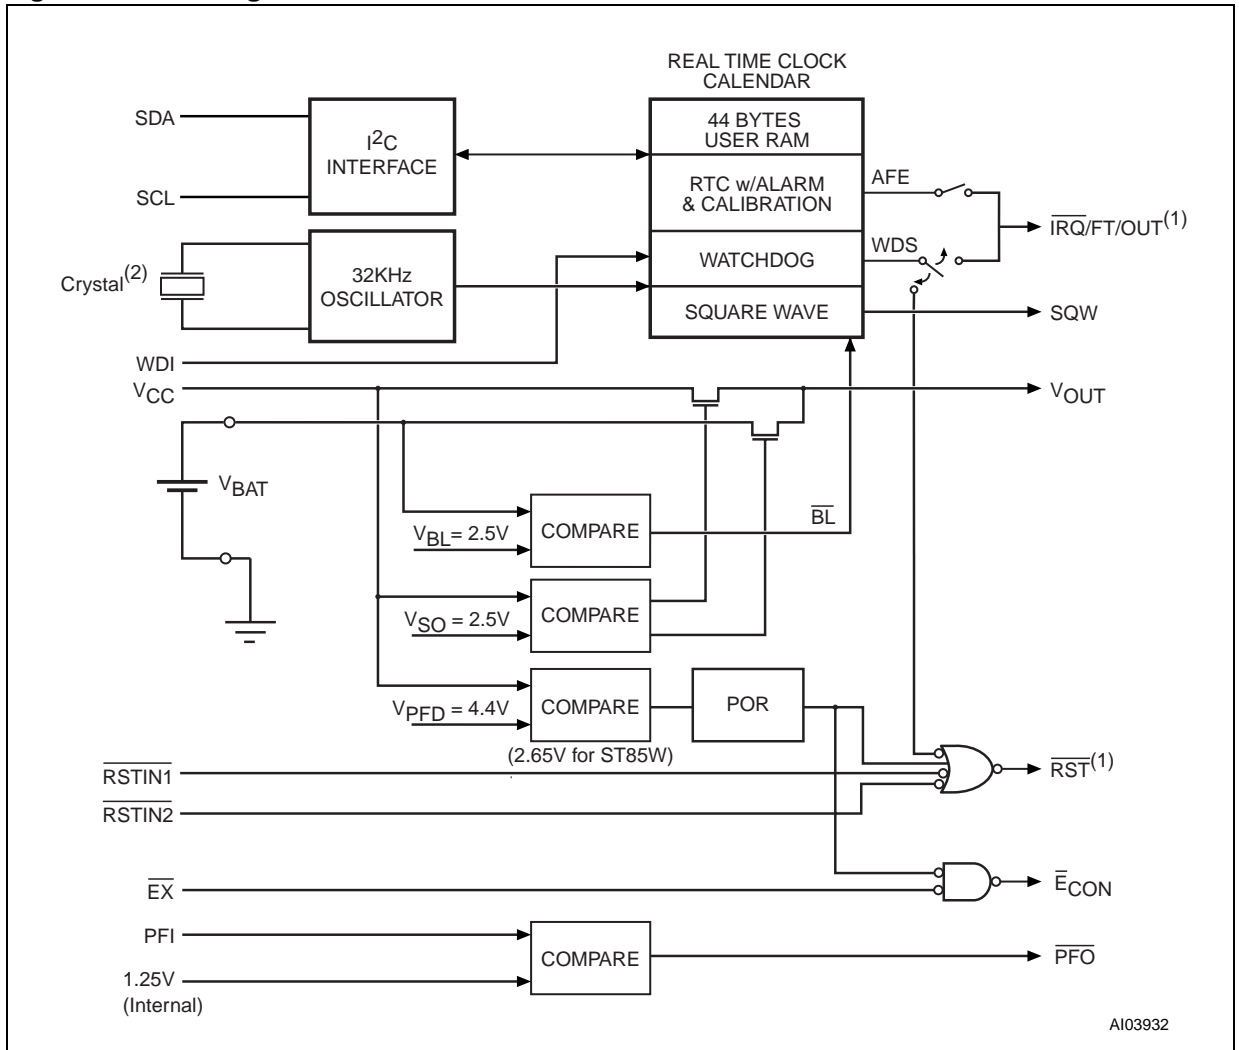 REAL TIME CLOCK
CALENDAR
SDA
SCL
I2C
INTERFACE
44 BYTES
USER RAM
RTC w/ALARM
& CALIBRATION
AFE
IRQ/FT/OUT(1)
WDS
WATCHDOG
Crystal(2)
32KHz
OSCILLATOR
SQUARE WAVE
SQW
WDI
VCC
VOUT
VBAT
VBL= 2.5V
COMPARE
BL
VSO = 2.5V
COMPARE
VPFD = 4.4V
COMPARE
POR
(2.65V for ST85W)
RSTIN1
RST(1)
RSTIN2
EX
ECON
PFI
COMPARE
PFO
1.25V
(Internal)
AI03932